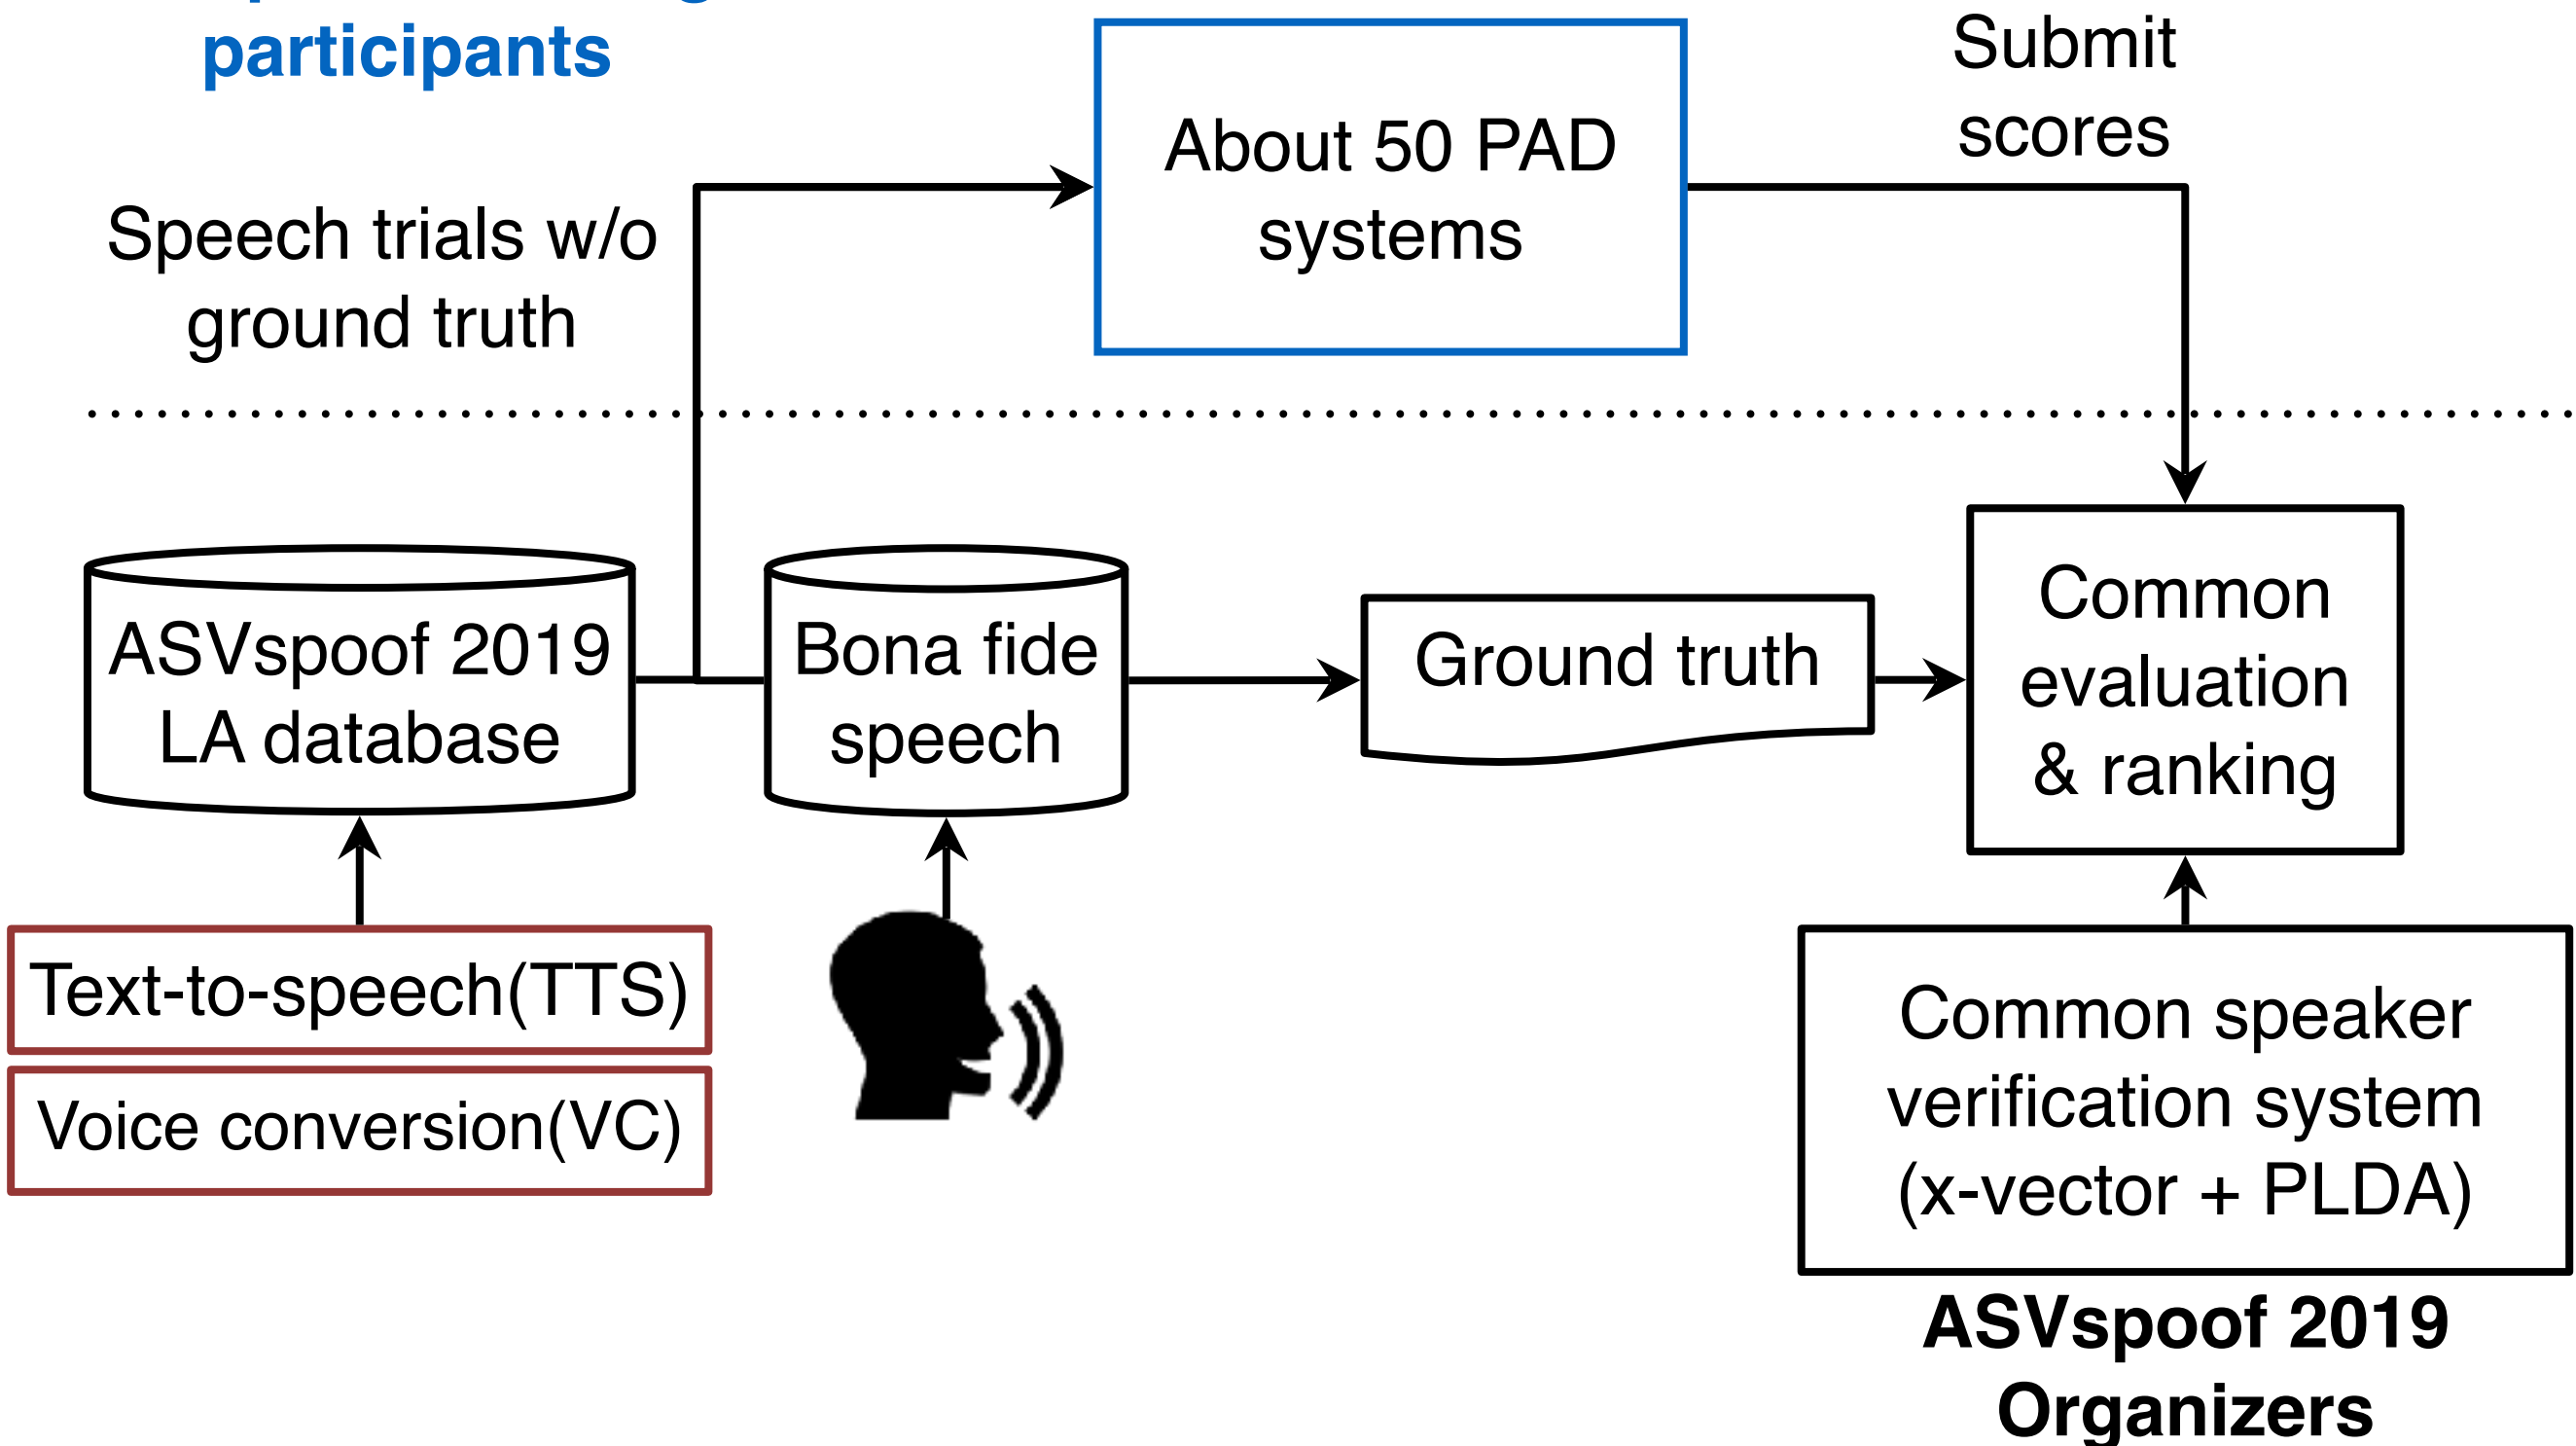 participants
Submit
scores
About 50 PAD
systems
Speech trials w/o
ground truth
ASVspoof 2019
LA database
Bona fide
speech
Ground truth
Common
evaluation
& ranking
Text-to-speech(TTS)
Voice conversion(VC)
Common speaker
verification system
(x-vector + PLDA)
ASVspoof 2019
Organizers